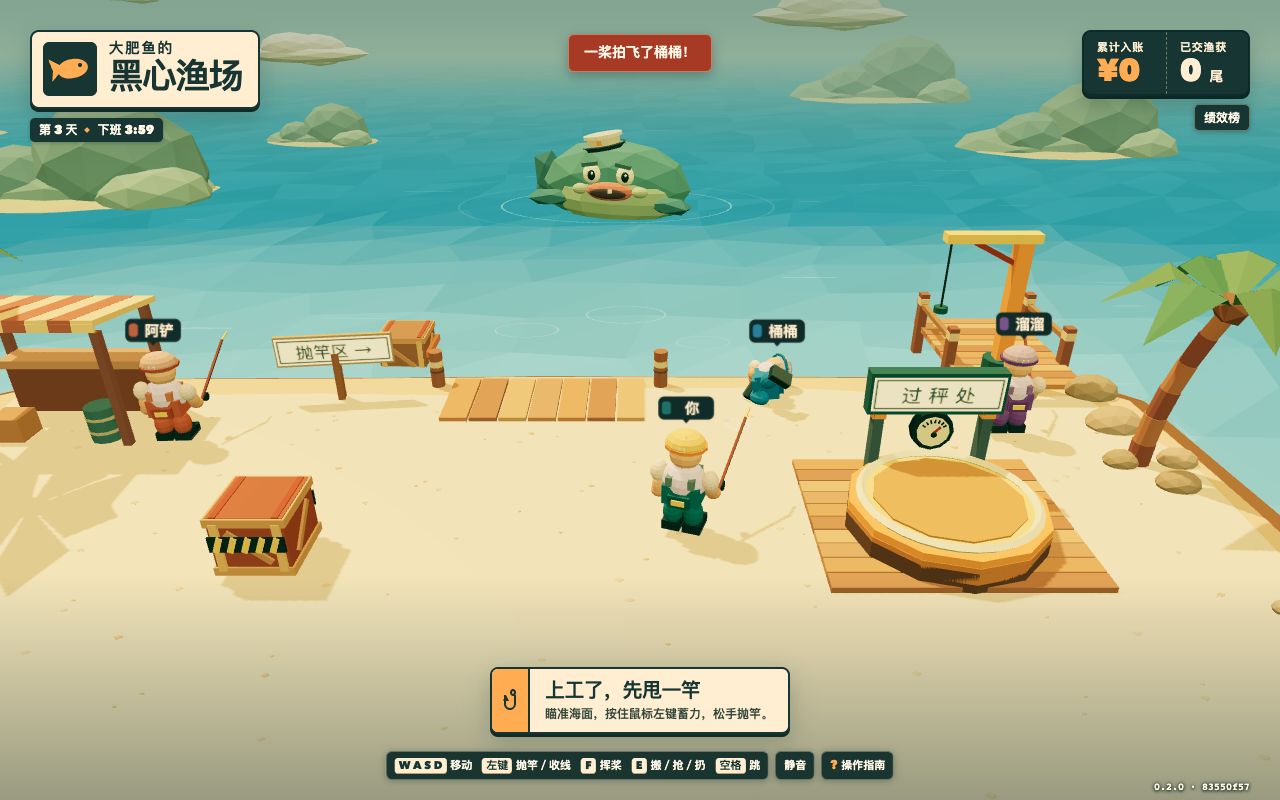 大肥鱼的
黑心渔场
第 3 天 · 下班 3:59
一桨拍飞了桶桶！
累计入账
¥0
已交渔获
0 尾
绩效榜
阿铲
抛竿区 →
桶桶
溜溜
你
过秤处
上工了，先甩一竿
瞄准海面，按住鼠标左键蓄力，松手抛竿。
WASD 移动 左键 抛竿 / 收线 F 挥桨 E 搬 / 抢 / 扔 空格 跳
静音
? 操作指南
0.2.0 · 83550f57